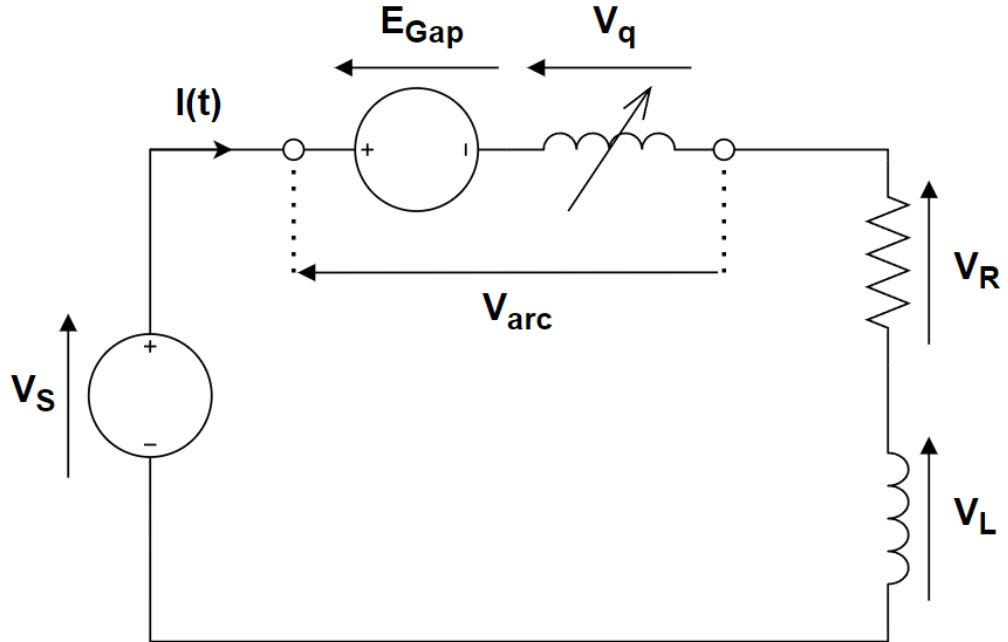 E_Gap
V_q
I(t)
+
-
V_arc
V_R
+
V_S
-
V_L